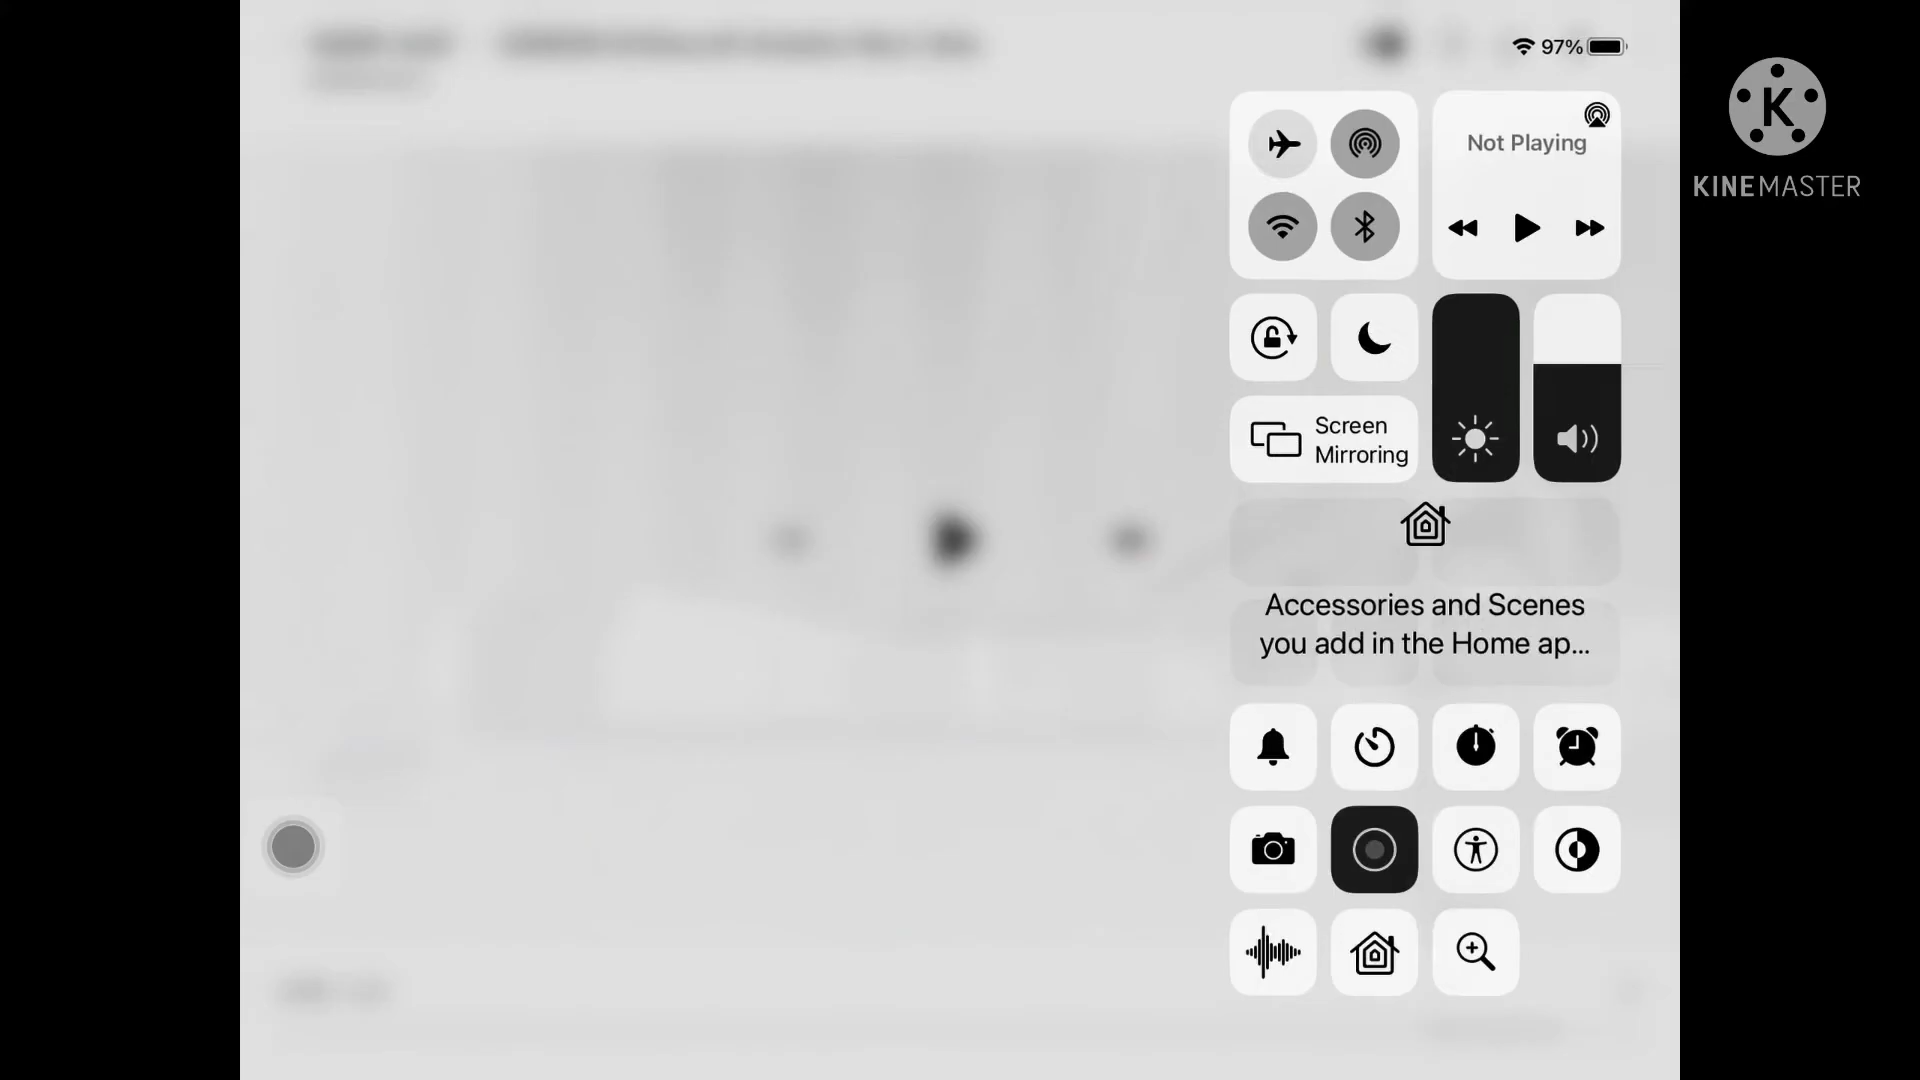 97%
Not Playing
Screen
Mirroring
Accessories and Scenes
you add in the Home ap...
K
KINEMASTER